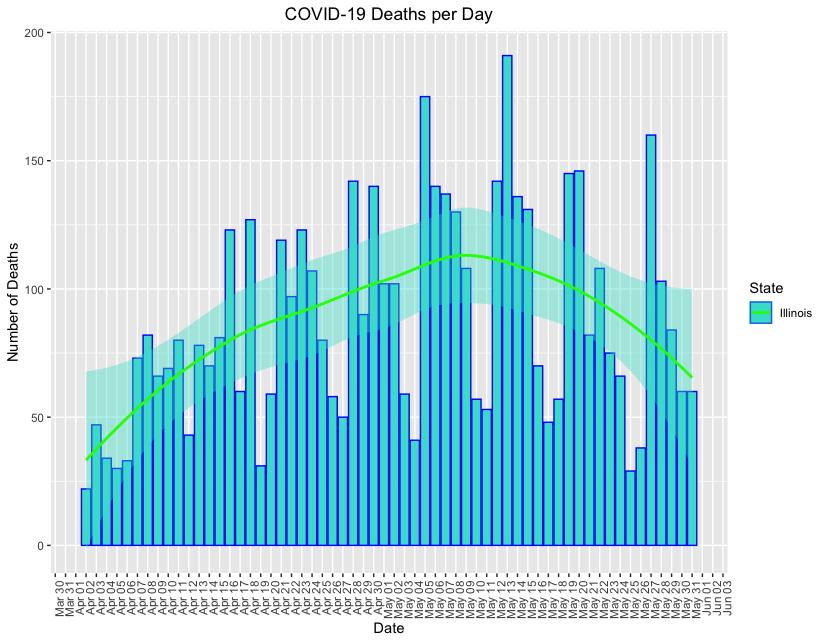 COVID-19 Deaths per Day
Number of Deaths
200
150
100
50
0
Mar 30
Mar 31
Apr 01
Apr 02
Apr 03
Apr 04
Apr 05
Apr 06
Apr 07
Apr 08
Apr 09
Apr 10
Apr 11
Apr 12
Apr 13
Apr 14
Apr 15
Apr 16
Apr 17
Apr 18
Apr 19
Apr 20
Apr 21
Apr 22
Apr 23
Apr 24
Apr 25
Apr 26
Apr 27
Apr 28
Apr 29
Apr 30
May 01
May 02
May 03
May 04
May 05
May 06
May 07
May 08
May 09
May 10
May 11
May 12
May 13
May 14
May 15
May 16
May 17
May 18
May 19
May 20
May 21
May 22
May 23
May 24
May 25
May 26
May 27
May 28
May 29
May 30
May 31
Jun 01
Jun 02
Jun 03
Date
State
Illinois